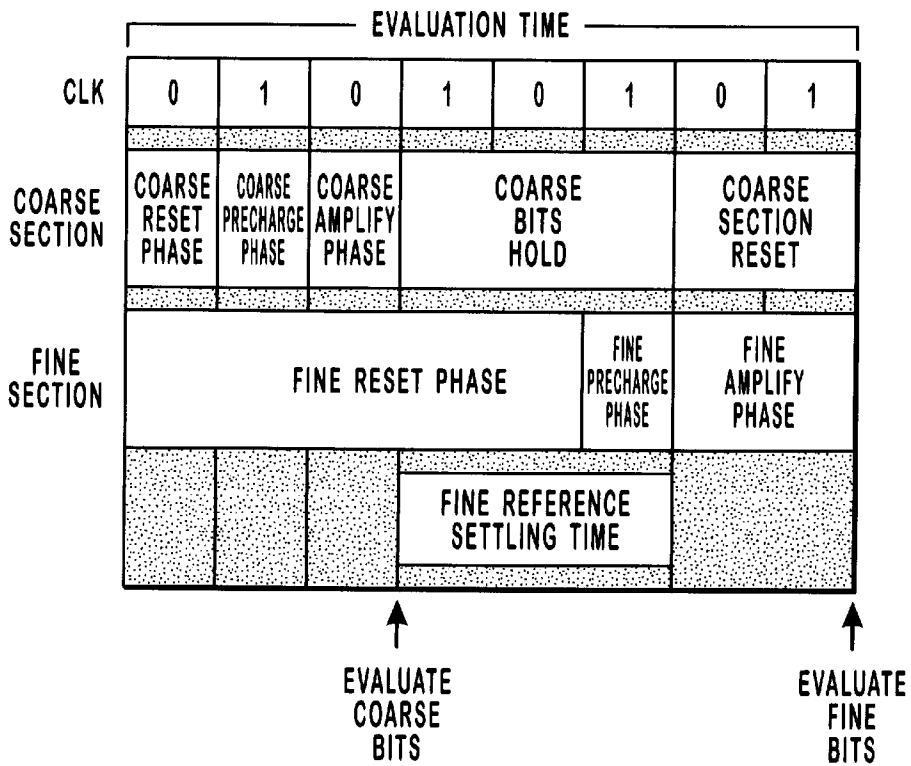 EVALUATION TIME
CLK 0 1 0 1 0 1 0 1
COARSE
SECTION
COARSE
RESET
PHASE
COARSE
PRECHARGE
PHASE
COARSE
AMPLIFY
PHASE
COARSE
BITS
HOLD
COARSE
SECTION
RESET
FINE
SECTION
FINE RESET PHASE
FINE
PRECHARGE
PHASE
FINE
AMPLIFY
PHASE
FINE REFERENCE
SETTLING TIME
EVALUATE
COARSE
BITS
EVALUATE
FINE
BITS